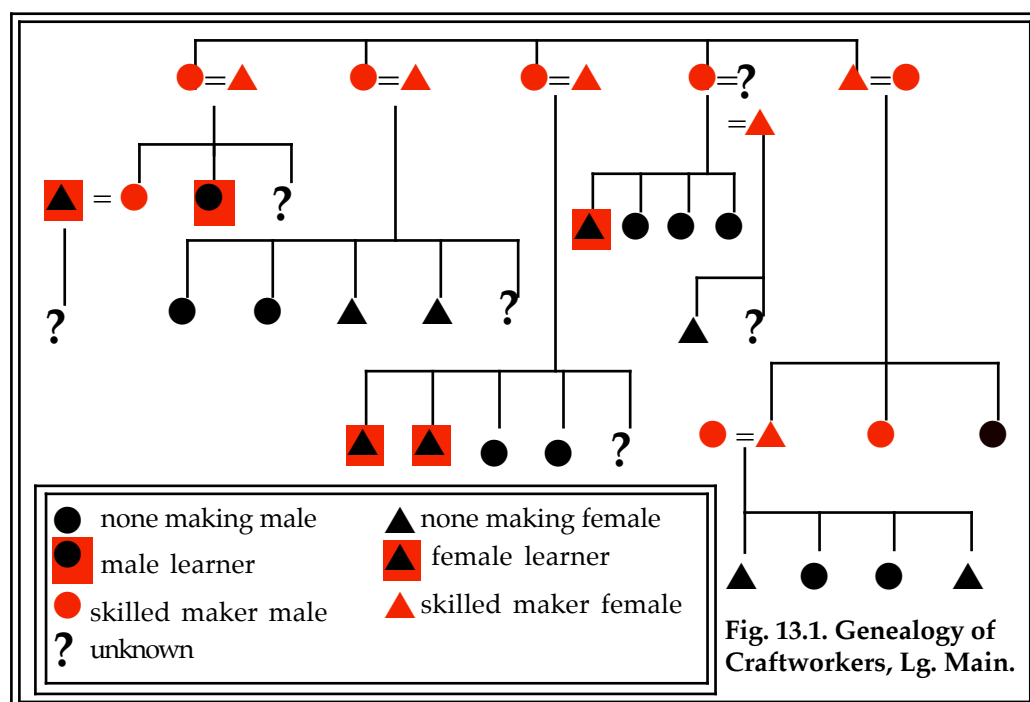 = = = = ? =
=
= ?
?
? ?
= ?
none making male none making female
male learner female learner
skilled maker male skilled maker female
? unknown
Fig. 13.1. Genealogy of
Craftworkers, Lg. Main.